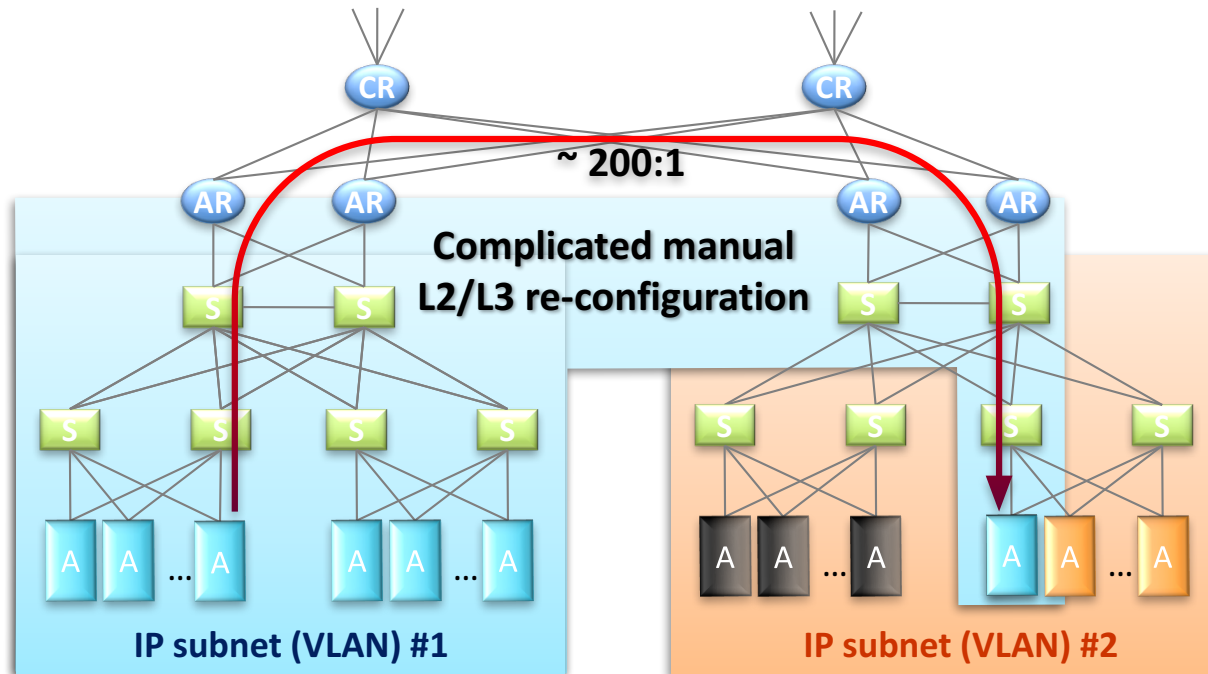 CR CR
~ 200:1
AR AR AR AR
Complicated manual
L2/L3 re-configuration
S S S S
S S S S S S S S
A A ... A A A ... A A A ... A A A ... A
IP subnet (VLAN) #1 IP subnet (VLAN) #2